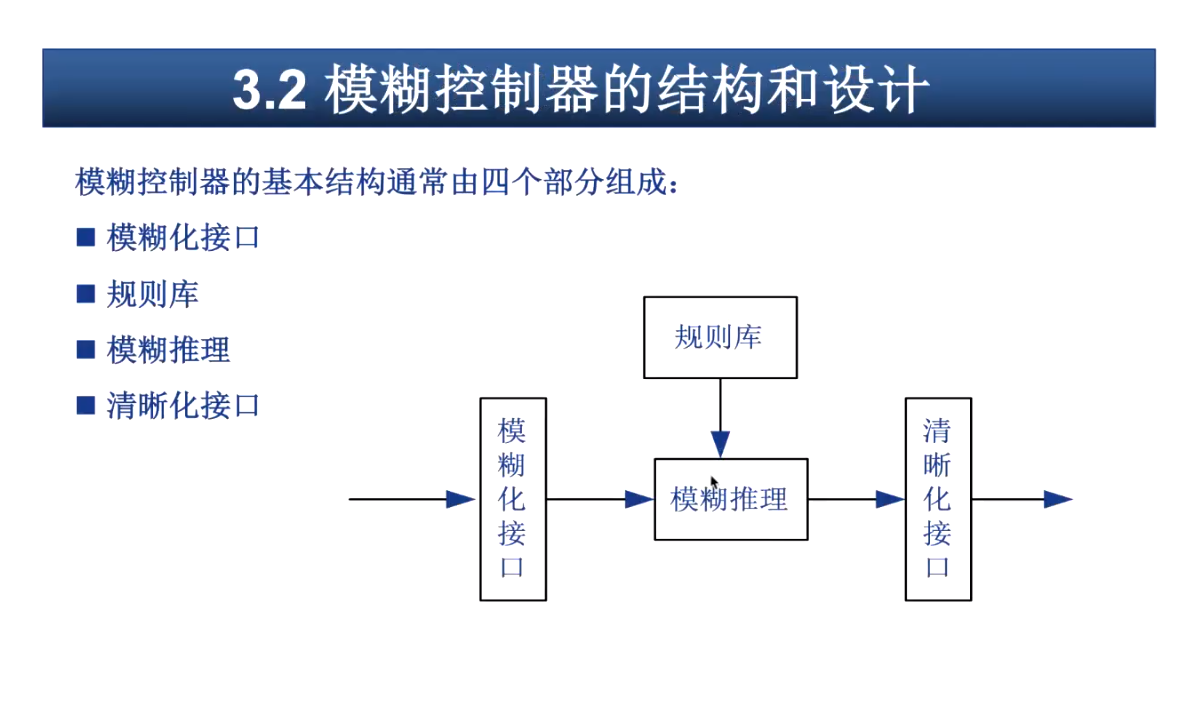 3.2 模糊控制器的结构和设计
模糊控制器的基本结构通常由四个部分组成：
模糊化接口
规则库
模糊推理
清晰化接口
规则库
模糊化接口
模糊推理
清晰化接口